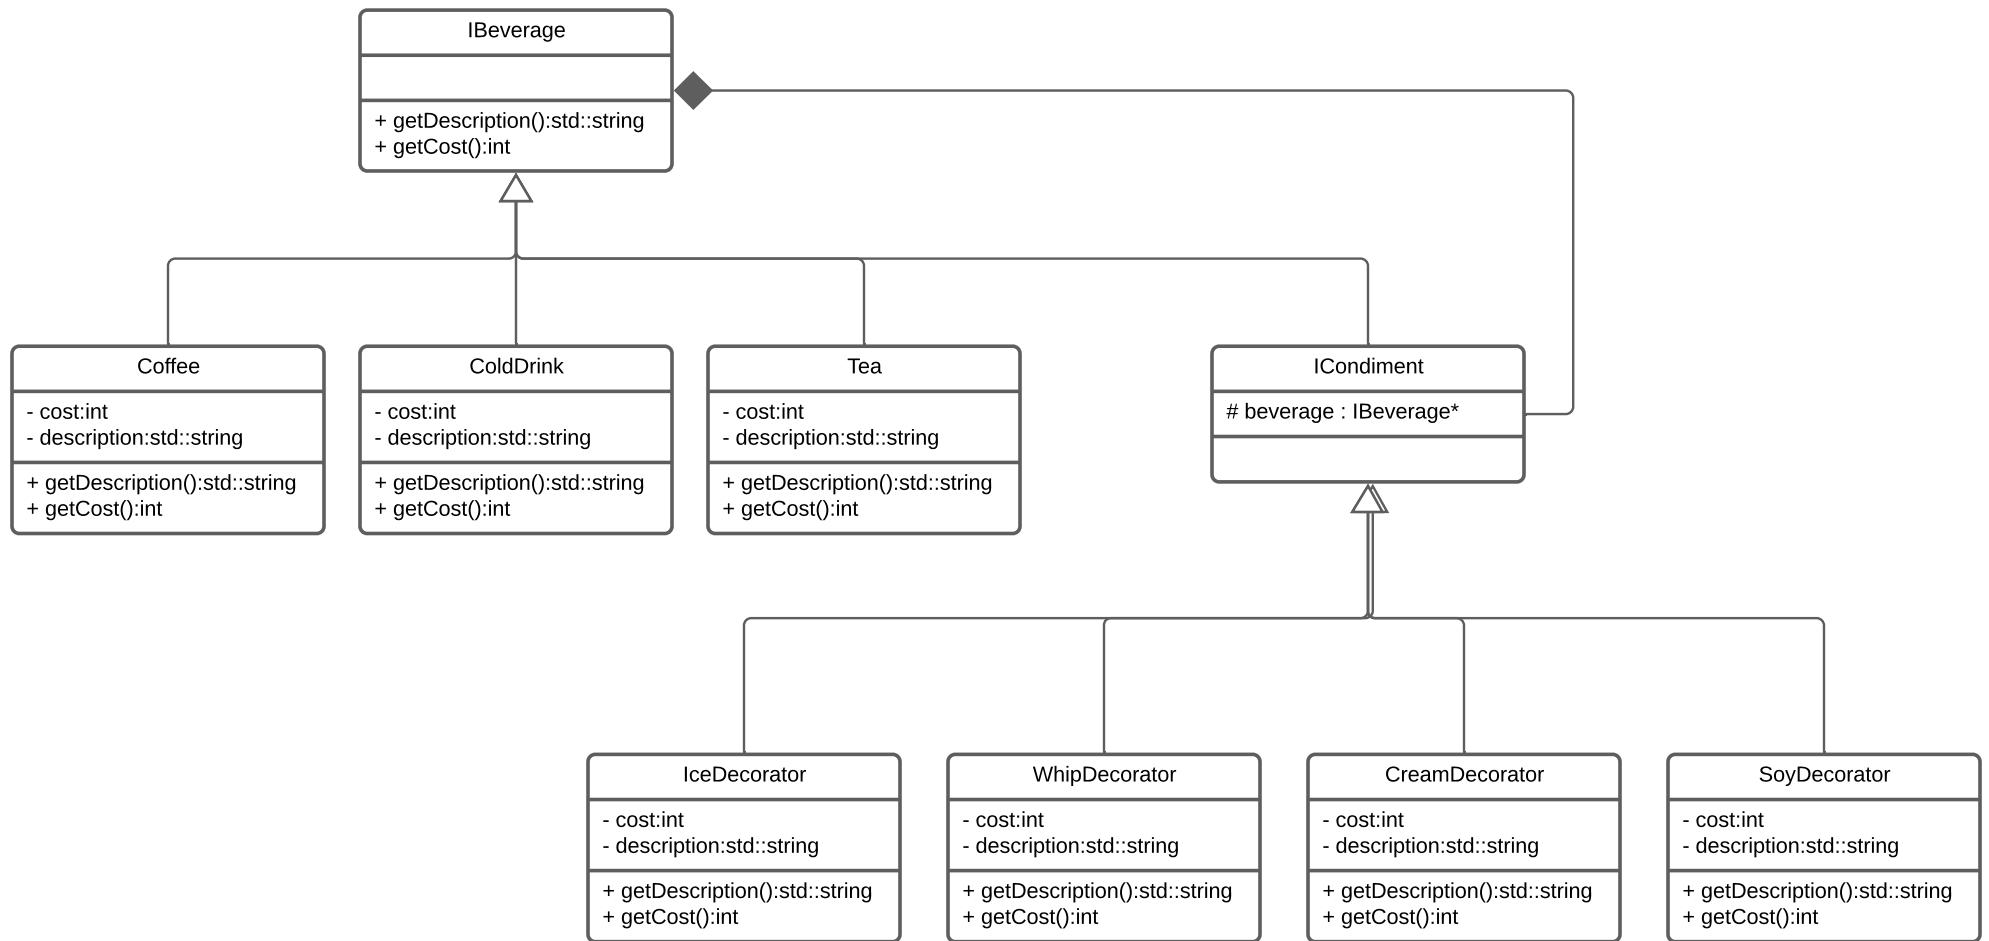 IBeverage
+ getDescription():std::string
+ getCost():int
Coffee
- cost:int
- description:std::string
+ getDescription():std::string
+ getCost():int
ColdDrink
- cost:int
- description:std::string
+ getDescription():std::string
+ getCost():int
Tea
- cost:int
- description:std::string
+ getDescription():std::string
+ getCost():int
ICondiment
# beverage : IBeverage*
IceDecorator
- cost:int
- description:std::string
+ getDescription():std::string
+ getCost():int
WhipDecorator
- cost:int
- description:std::string
+ getDescription():std::string
+ getCost():int
CreamDecorator
- cost:int
- description:std::string
+ getDescription():std::string
+ getCost():int
SoyDecorator
- cost:int
- description:std::string
+ getDescription():std::string
+ getCost():int